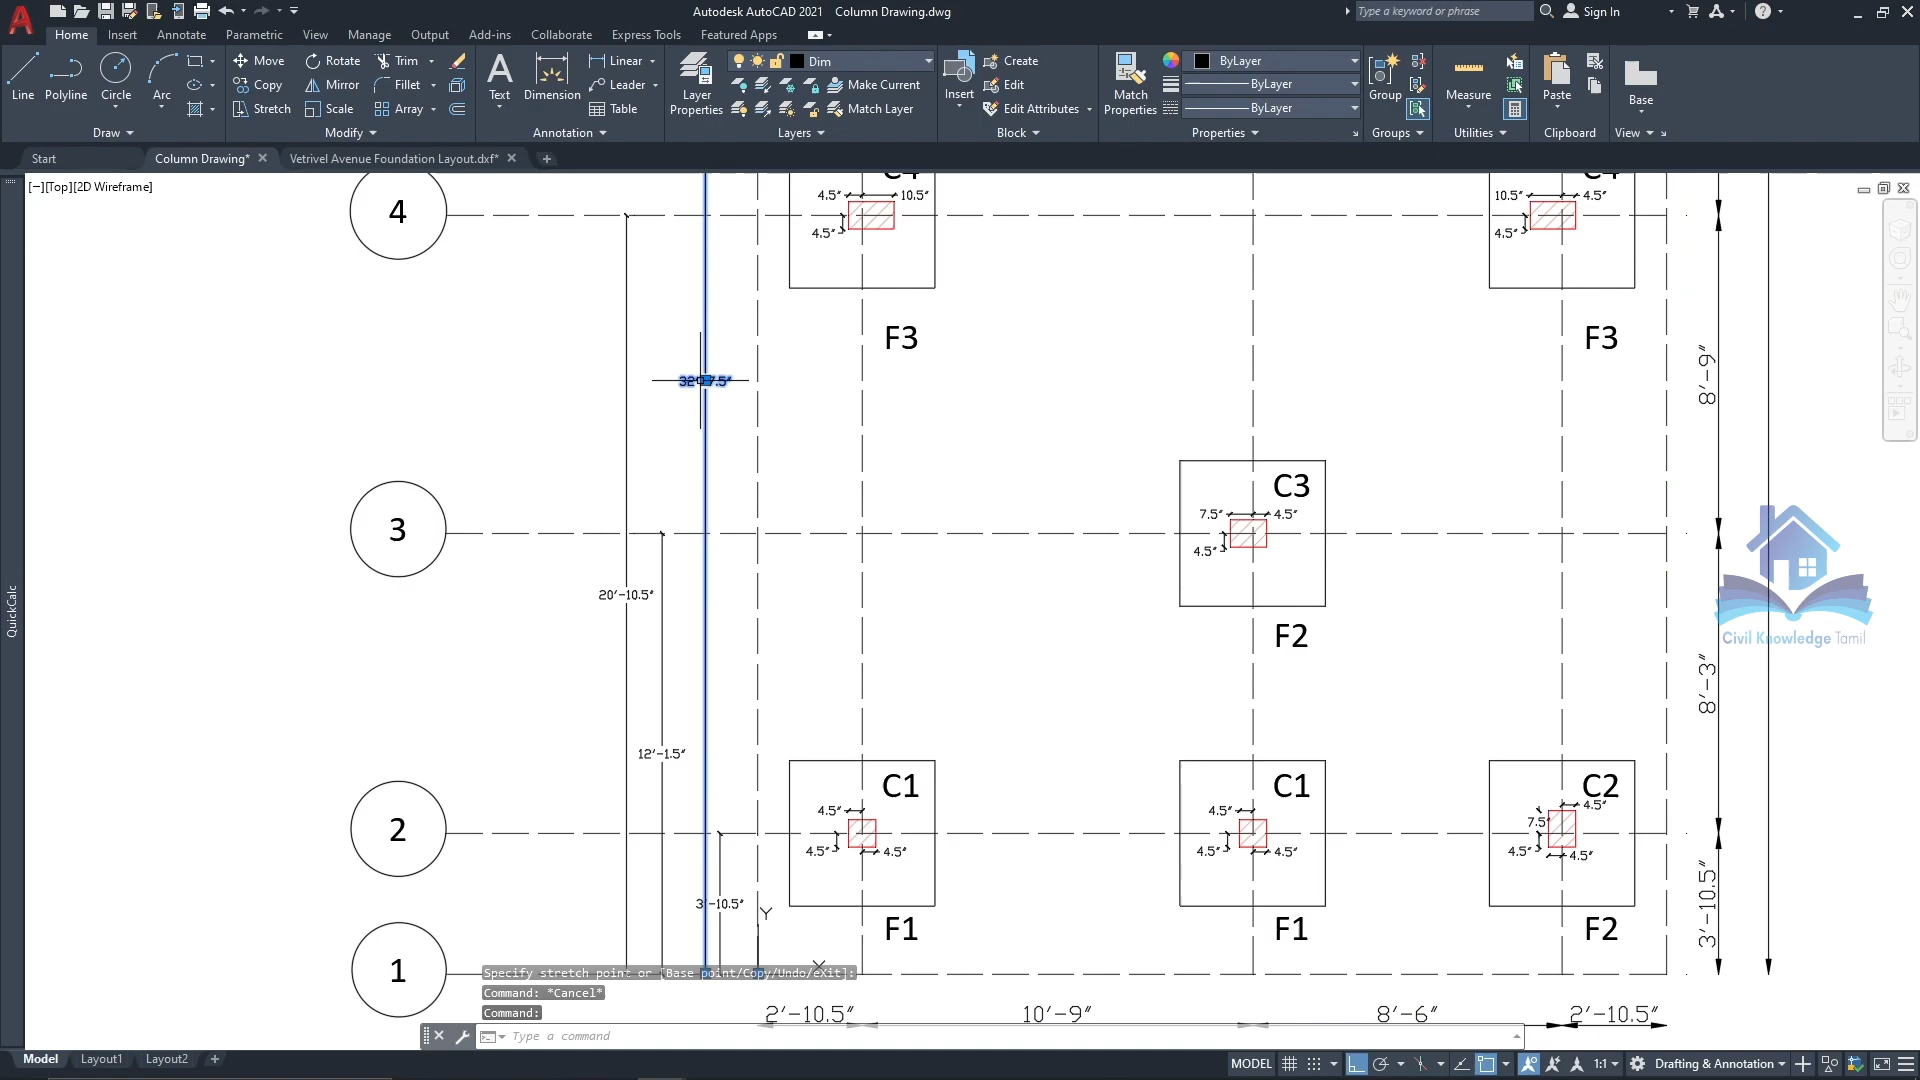 Autodesk AutoCAD 2021 Column Drawing.dwg
Type a keyword or phrase
Sign In
Home Insert Annotate Parametric View Manage Output Add-ins Collaborate Express Tools Featured Apps
Line Polyline Circle Arc
Draw
Move Rotate Trim
Copy Mirror Fillet
Stretch Scale Array
Modify
Text Dimension
Linear
Leader
Table
Annotation
Layer Properties
Dim
Make Current
Match Layer
Layers
Insert
Create
Edit
Edit Attributes
Block
Match Properties
ByLayer
ByLayer
ByLayer
Properties
Group
Groups
Measure
Utilities
Paste
Clipboard
Base
View
Start Column Drawing* Vetrivel Avenue Foundation Layout.dxf*
[−][Top][2D Wireframe]
QuickCalc
C4 C4
4.5" 10.5" 10.5" 4.5"
4
4.5" 4.5"
F3 F3
8'-9"
C3
7.5" 4.5"
3
4.5"
20'-10.5"
F2
Civil Knowledge Tamil
8'-3"
12'-1.5"
C1 C1 C2
4.5" 4.5" 4.5"
7.5"
2
4.5" 4.5" 4.5" 4.5" 4.5" 4.5"
3'-10.5"
Y
F1 F1 F2
3'-10.5"
1
X
Specify stretch point or [Base point/Copy/Undo/eXit]:
Command: *Cancel*
Command:
2'-10.5" 10'-9" 8'-6" 2'-10.5"
Type a command
Model Layout1 Layout2
MODEL 1:1 Drafting & Annotation